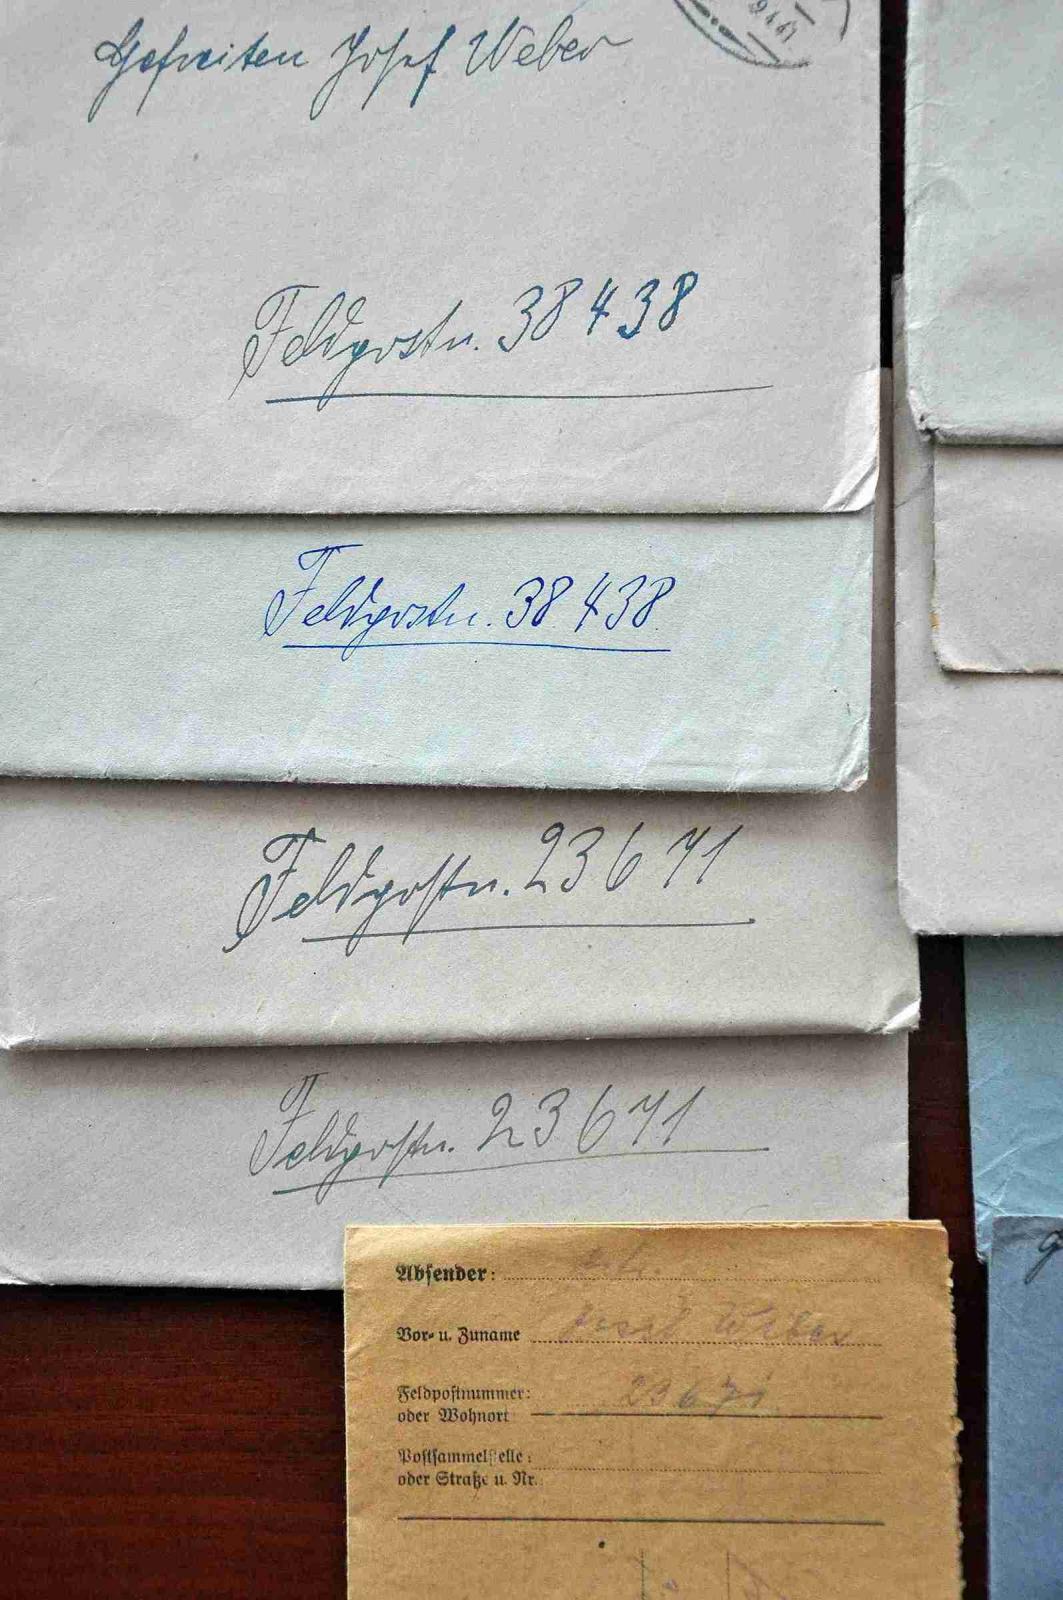 Gefreiten Josef Weber
Feldpostn. 38438
Feldpostn. 38438
Feldpostn. 23671
Feldpostn. 23671
Absender:
Vor- u. Zuname Josef Weber
Feldpostnummer: 23671
oder Wohnort
Postsammelstelle:
oder Straße u. Nr.